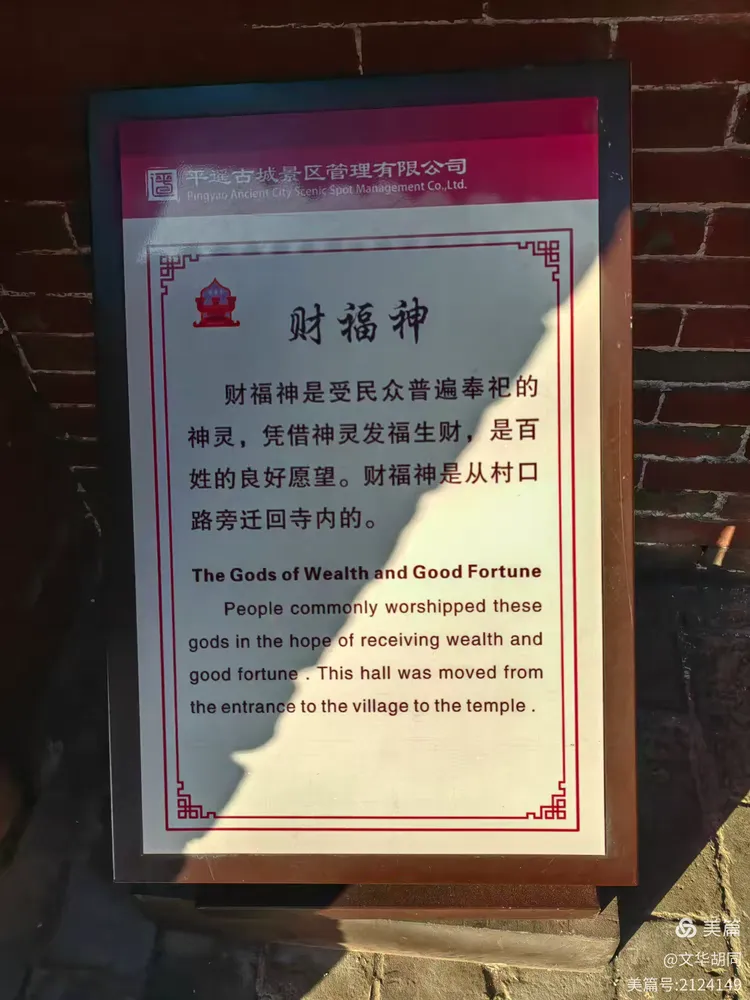 平遥古城景区管理有限公司
Pingyao Ancient City Scenic Spot Management Co.,Ltd.
财福神
财福神是受民众普遍奉祀的
神灵，凭借神灵发福生财，是百
姓的良好愿望。财福神是从村口
路旁迁回寺内的。
The Gods of Wealth and Good Fortune
People commonly worshipped these
gods in the hope of receiving wealth and
good fortune . This hall was moved from
the entrance to the village to the temple .
美篇
@文华胡同
美篇号:2124149